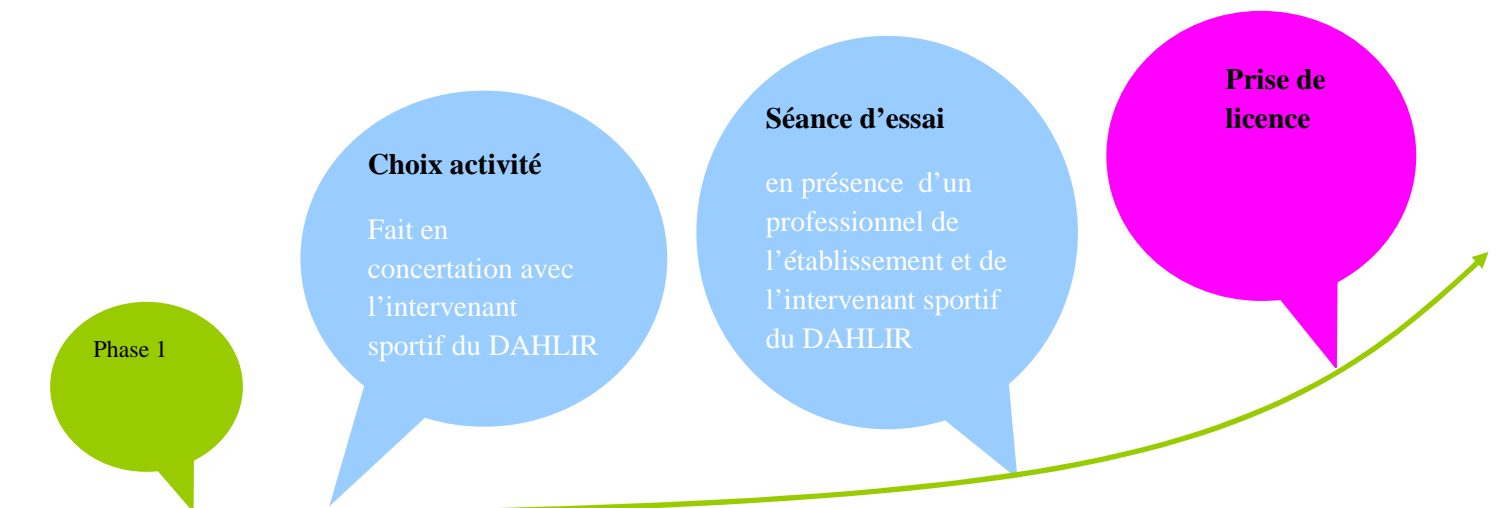 Phase 1
Choix activité
Fait en
concertation avec
l’intervenant
sportif du DAHLIR
Séance d’essai
en présence  d’un
professionnel de
l’établissement et de
l’intervenant sportif
du DAHLIR
Prise de
licence